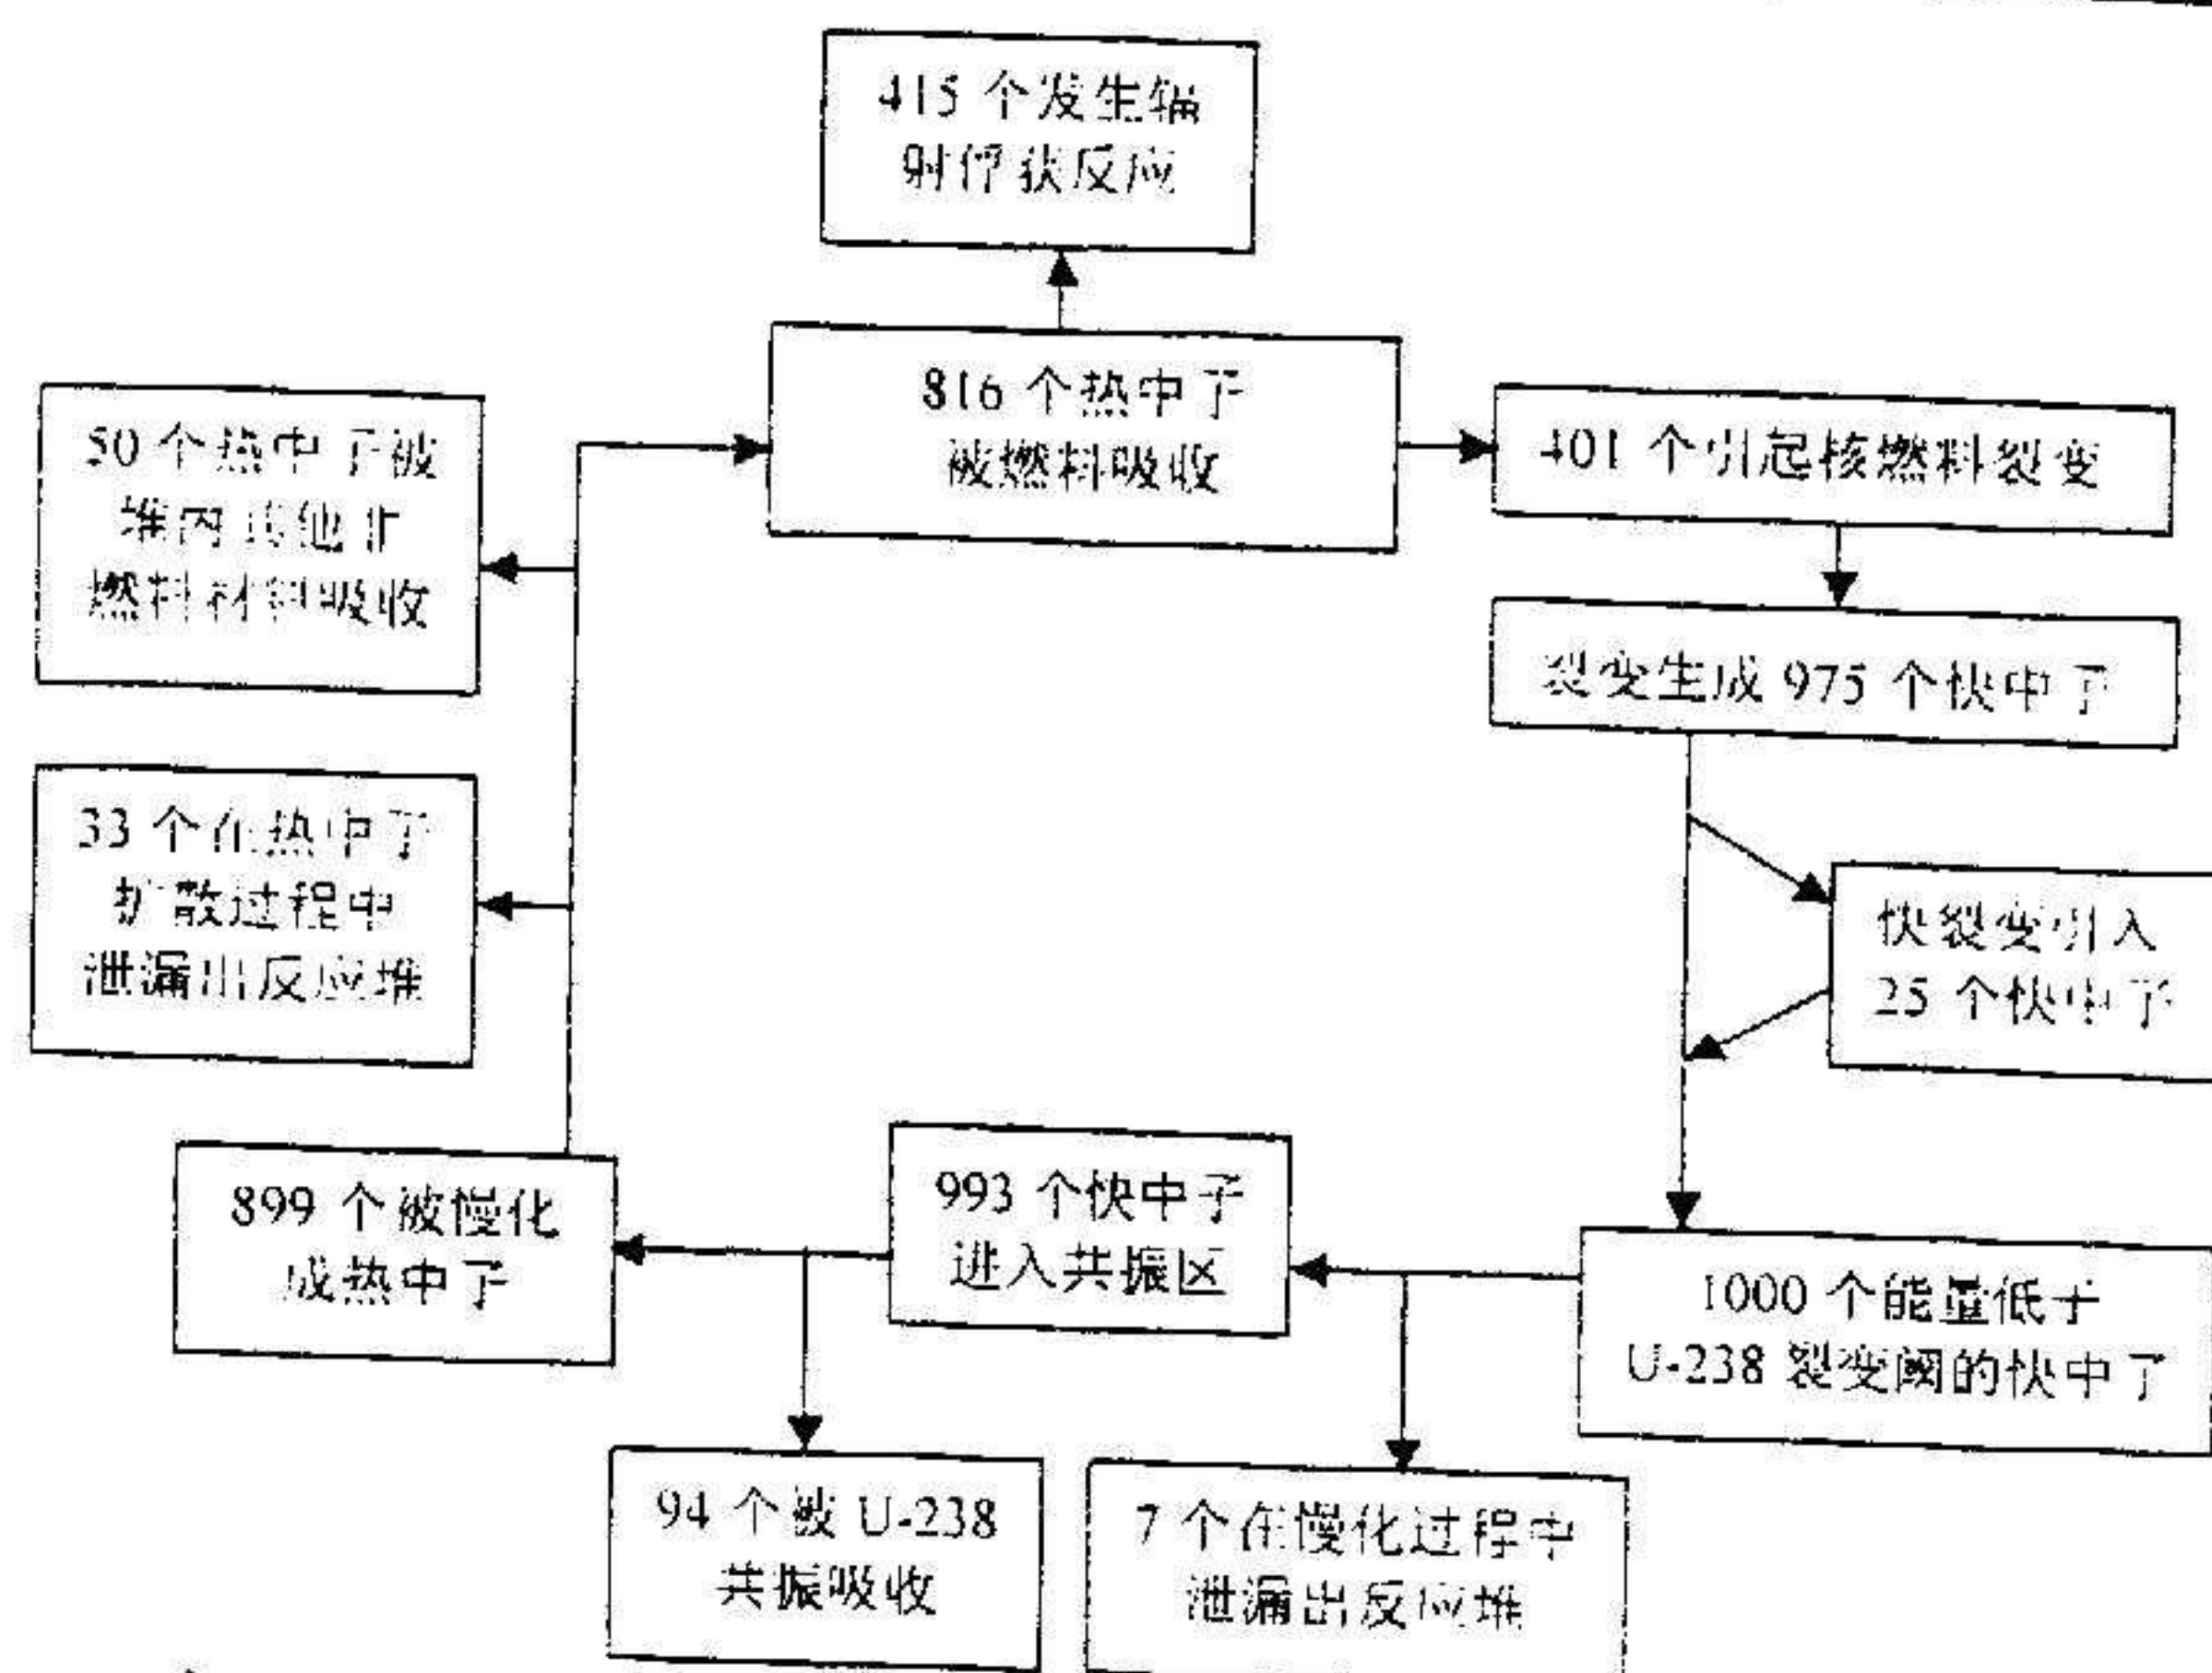 415 个发生辐
射俘获反应
816 个热中子
被燃料吸收
401 个引起核燃料裂变
50 个热中子被
堆内其他非
燃料材料吸收
裂变生成 975 个快中子
33 个在热中子
扩散过程中
泄漏出反应堆
快裂变引入
25 个快中子
899 个被慢化
成热中子
993 个快中子
进入共振区
1000 个能量低于
U-238 裂变阈的快中子
94 个被 U-238
共振吸收
7 个在慢化过程中
泄漏出反应堆